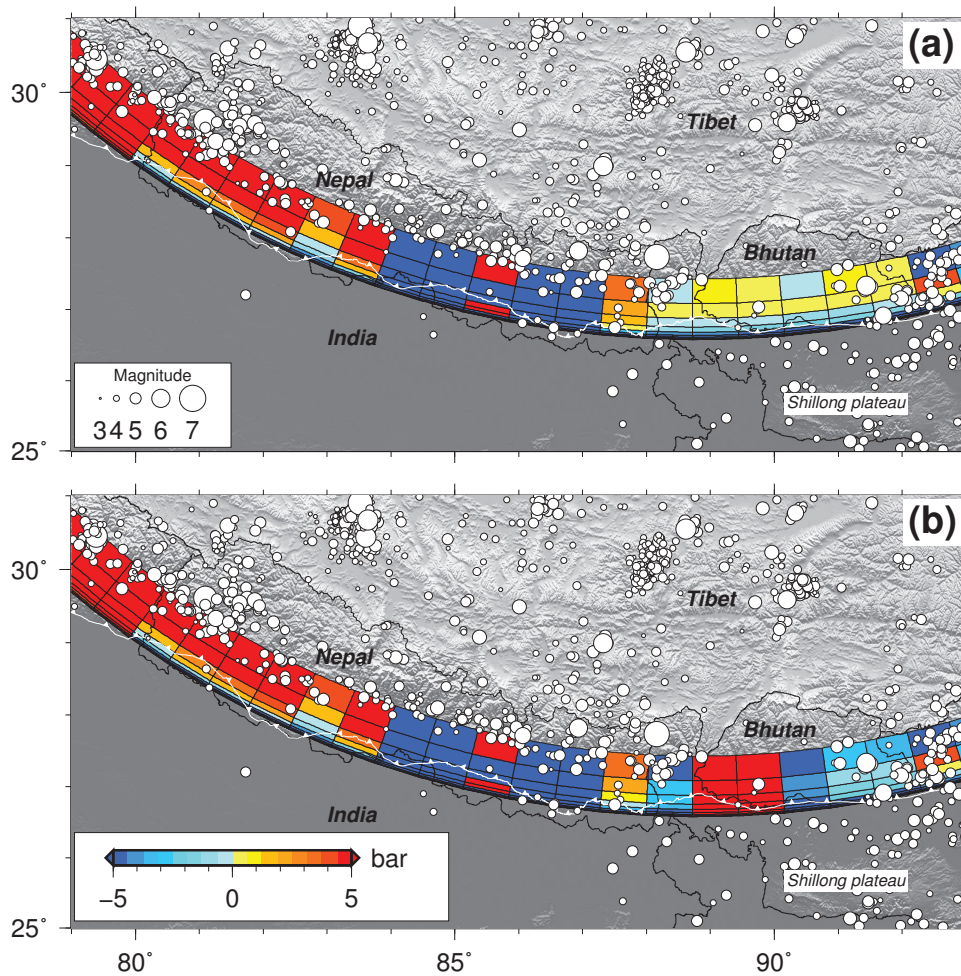 (a)
30˚
Tibet
Nepal
Bhutan
India
Magnitude
3 4 5 6 7
Shillong plateau
25˚
(b)
30˚
Tibet
Nepal
Bhutan
India
bar
−5 0 5
Shillong plateau
25˚
80˚ 85˚ 90˚